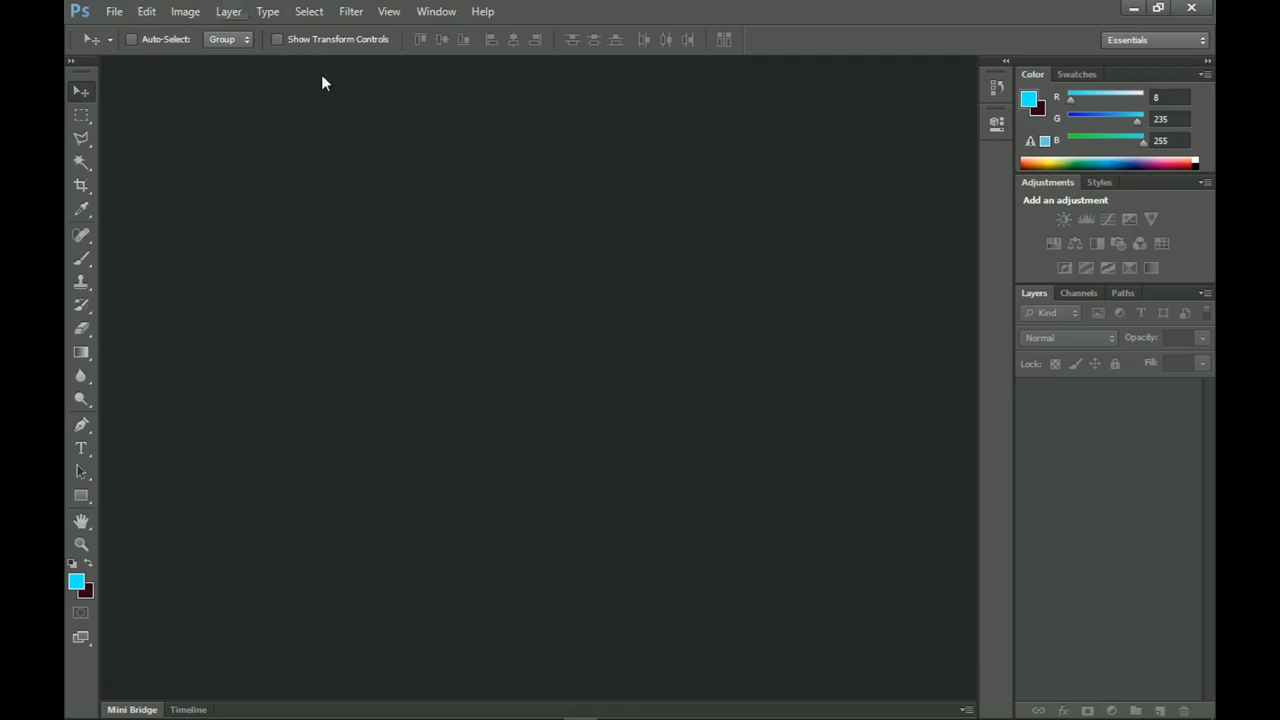 Ps File Edit Image Layer Type Select Filter View Window Help
Auto-Select: Group Show Transform Controls Essentials
Color Swatches
R 8
G 235
B 255
Adjustments Styles
Add an adjustment
Layers Channels Paths
Kind T
Normal Opacity:
Lock: Fill:
T
Mini Bridge Timeline
fx